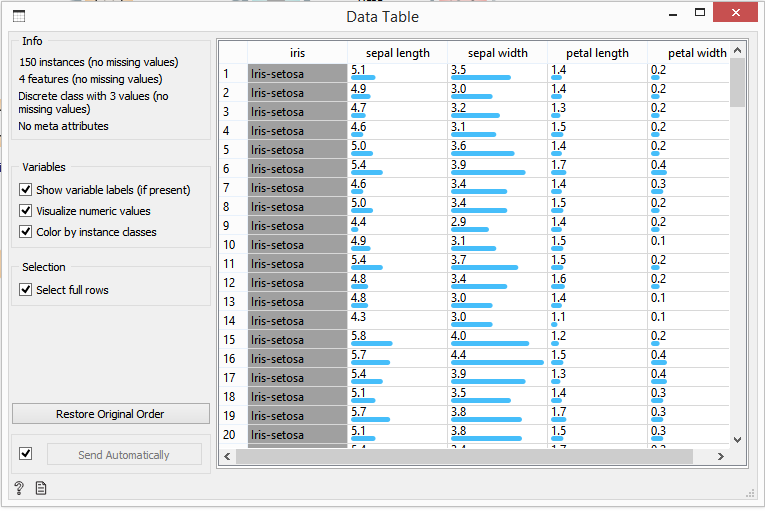 Data Table
Info
150 instances (no missing values)
4 features (no missing values)
Discrete class with 3 values (no
missing values)
No meta attributes
Variables
Show variable labels (if present)
Visualize numeric values
Color by instance classes
Selection
Select full rows
Restore Original Order
Send Automatically
iris sepal length sepal width petal length petal width
1 Iris-setosa 5.1 3.5 1.4 0.2
2 Iris-setosa 4.9 3.0 1.4 0.2
3 Iris-setosa 4.7 3.2 1.3 0.2
4 Iris-setosa 4.6 3.1 1.5 0.2
5 Iris-setosa 5.0 3.6 1.4 0.2
6 Iris-setosa 5.4 3.9 1.7 0.4
7 Iris-setosa 4.6 3.4 1.4 0.3
8 Iris-setosa 5.0 3.4 1.5 0.2
9 Iris-setosa 4.4 2.9 1.4 0.2
10 Iris-setosa 4.9 3.1 1.5 0.1
11 Iris-setosa 5.4 3.7 1.5 0.2
12 Iris-setosa 4.8 3.4 1.6 0.2
13 Iris-setosa 4.8 3.0 1.4 0.1
14 Iris-setosa 4.3 3.0 1.1 0.1
15 Iris-setosa 5.8 4.0 1.2 0.2
16 Iris-setosa 5.7 4.4 1.5 0.4
17 Iris-setosa 5.4 3.9 1.3 0.4
18 Iris-setosa 5.1 3.5 1.4 0.3
19 Iris-setosa 5.7 3.8 1.7 0.3
20 Iris-setosa 5.1 3.8 1.5 0.3